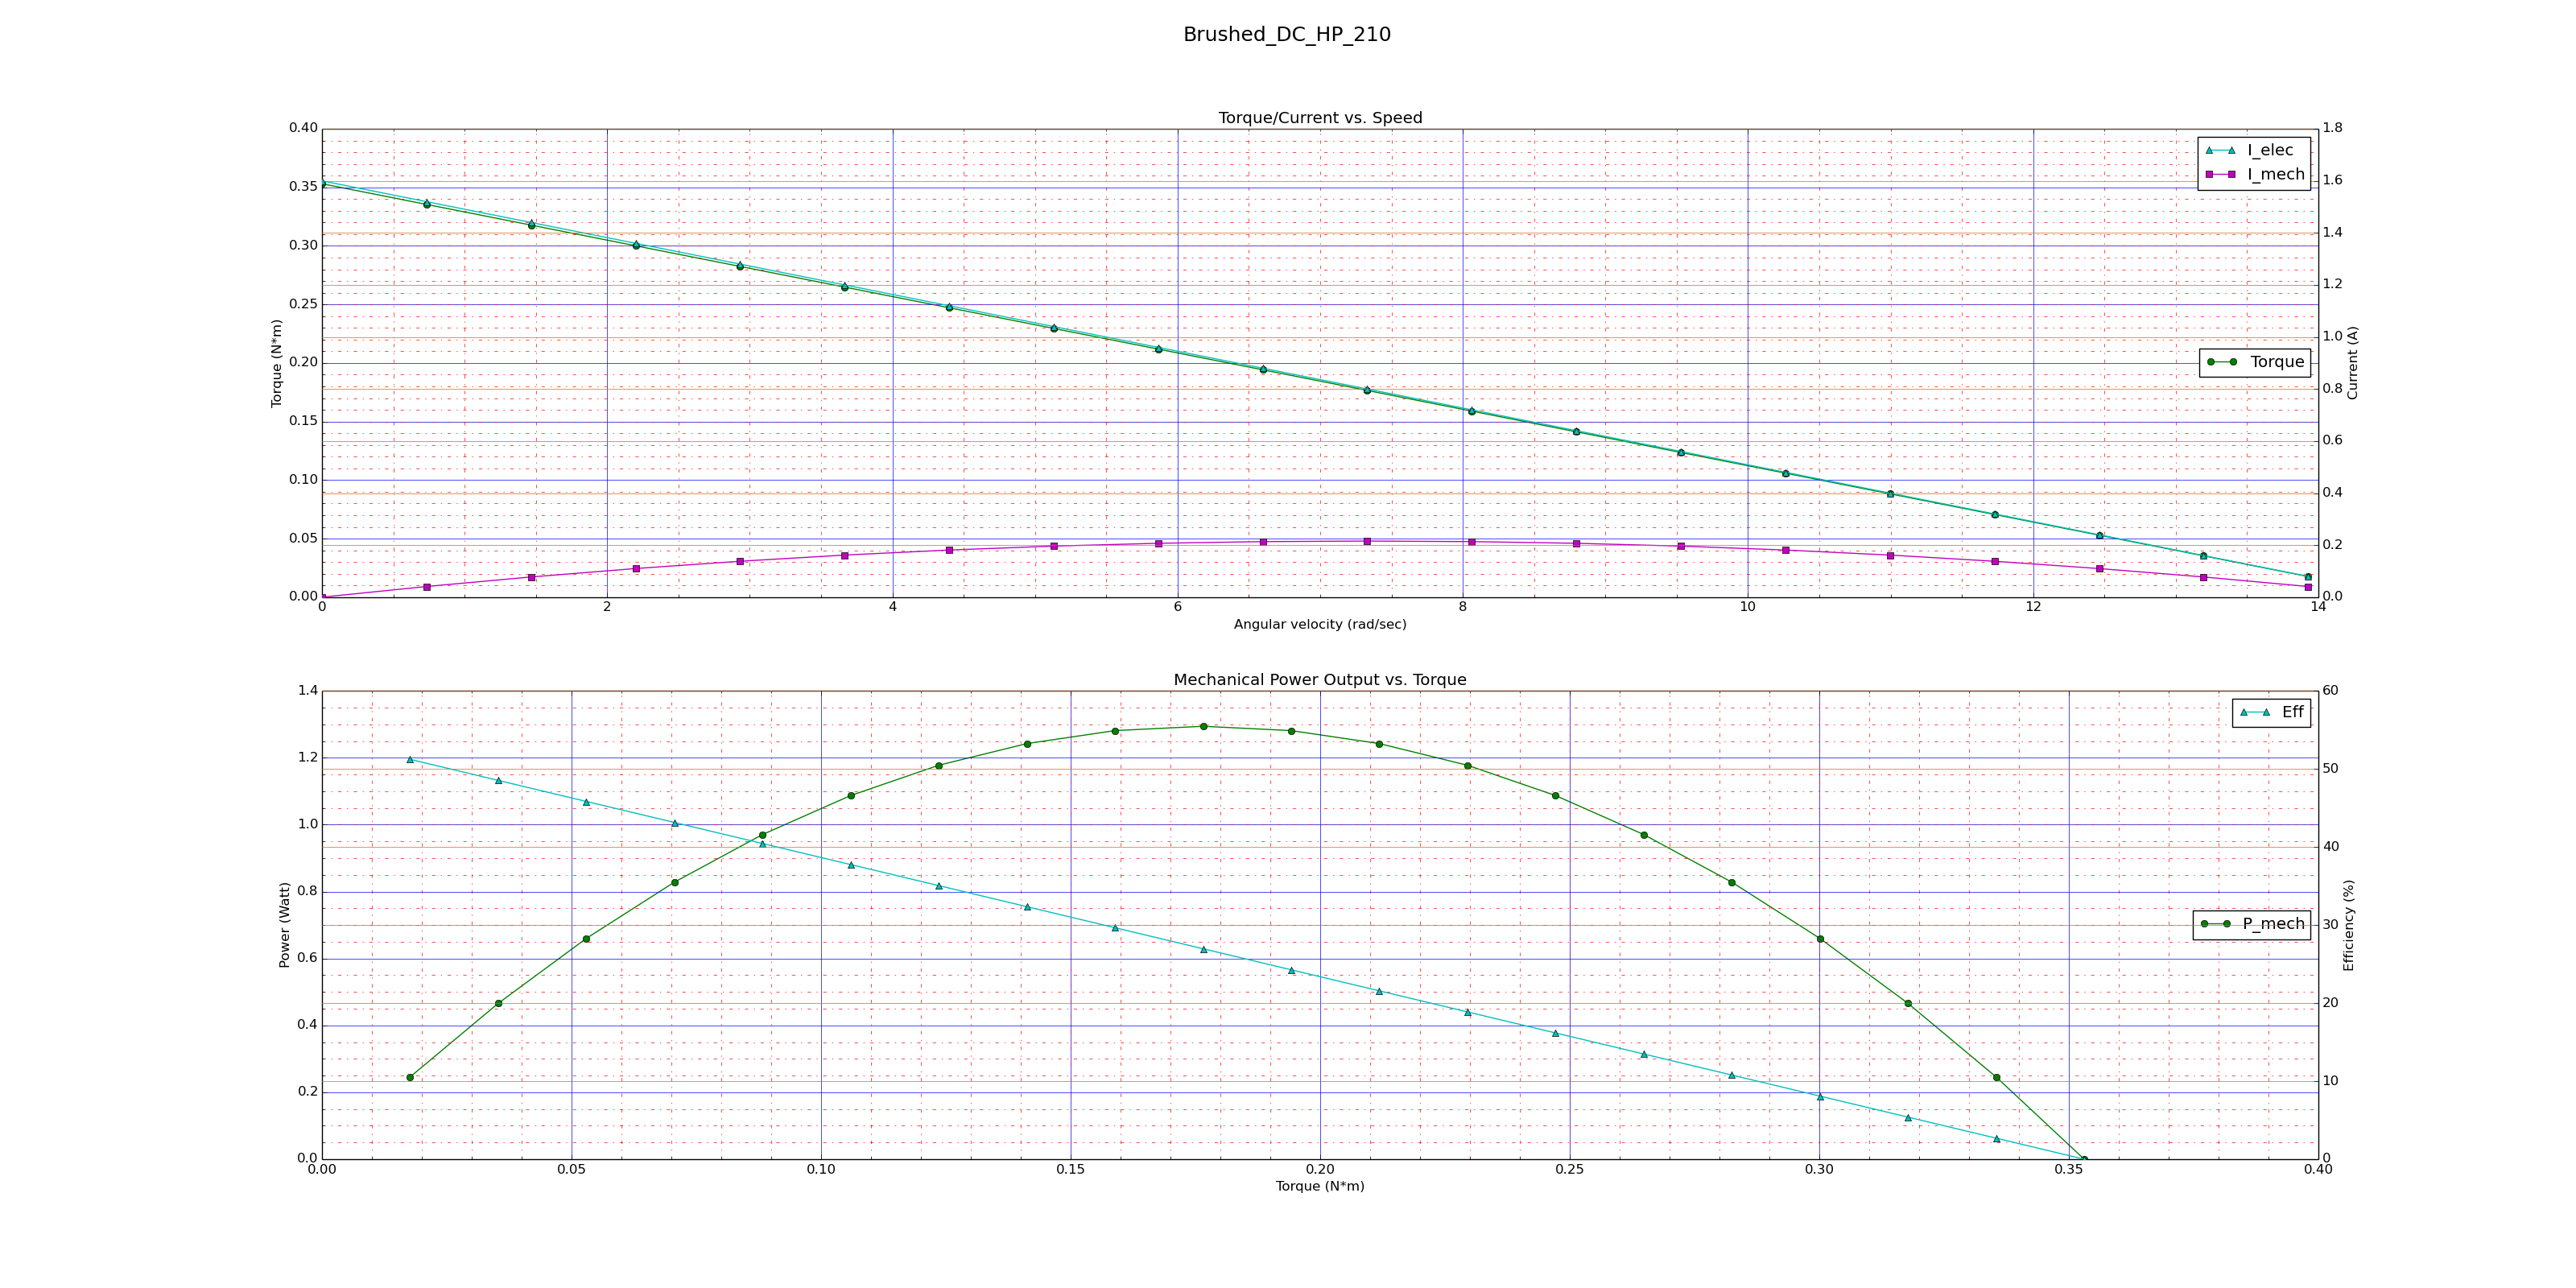 Brushed_DC_HP_210
Torque/Current vs. Speed
0.40
0.35
0.30
0.25
0.20
0.15
0.10
0.05
0.00
Torque (N*m)
I_elec
I_mech
Torque
1.8
1.6
1.4
1.2
1.0
0.8
0.6
0.4
0.2
0.0
Current (A)
0 2 4 6 8 10 12 14
Angular velocity (rad/sec)
Mechanical Power Output vs. Torque
1.4
1.2
1.0
0.8
0.6
0.4
0.2
0.0
Power (Watt)
Eff
P_mech
60
50
40
30
20
10
0
Efficiency (%)
0.00 0.05 0.10 0.15 0.20 0.25 0.30 0.35 0.40
Torque (N*m)